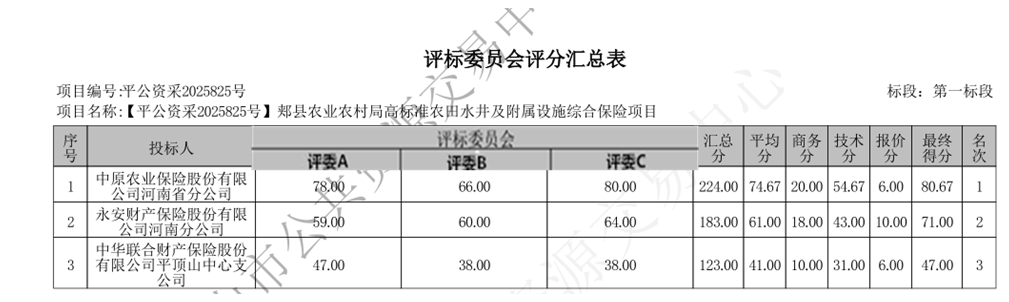 评标委员会评分汇总表
项目编号:平公资采2025825号 标段：第一标段
项目名称:【平公资采2025825号】郏县农业农村局高标准农田水井及附属设施综合保险项目
序号 投标人 评标委员会 汇总分 平均分 商务分 技术分 报价分 最终得分 名次
评委A 评委B 评委C
1 中原农业保险股份有限公司河南省分公司 78.00 66.00 80.00 224.00 74.67 20.00 54.67 6.00 80.67 1
2 永安财产保险股份有限公司河南分公司 59.00 60.00 64.00 183.00 61.00 18.00 43.00 10.00 71.00 2
3 中华联合财产保险股份有限公司平顶山中心支公司 47.00 38.00 38.00 123.00 41.00 10.00 31.00 6.00 47.00 3